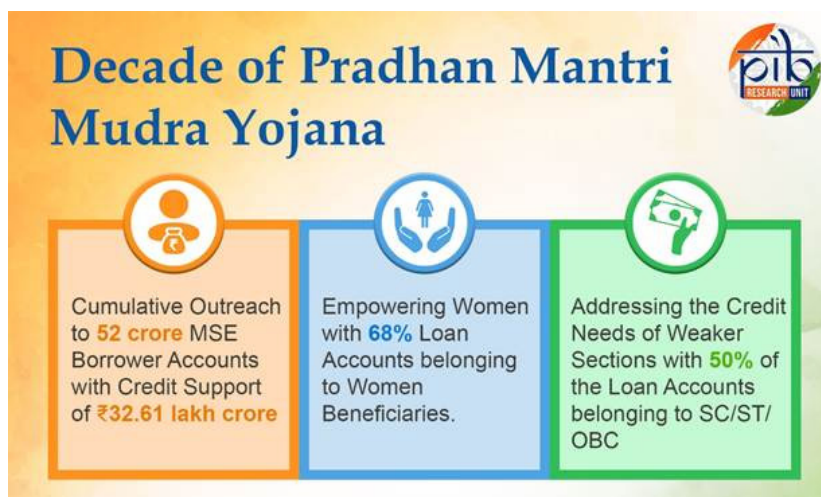 Decade of Pradhan Mantri
Mudra Yojana
pib
RESEARCH UNIT
Cumulative Outreach
to 52 crore MSE
Borrower Accounts
with Credit Support
of ₹32.61 lakh crore
Empowering Women
with 68% Loan
Accounts belonging
to Women
Beneficiaries.
Addressing the Credit
Needs of Weaker
Sections with 50% of
the Loan Accounts
belonging to SC/ST/
OBC